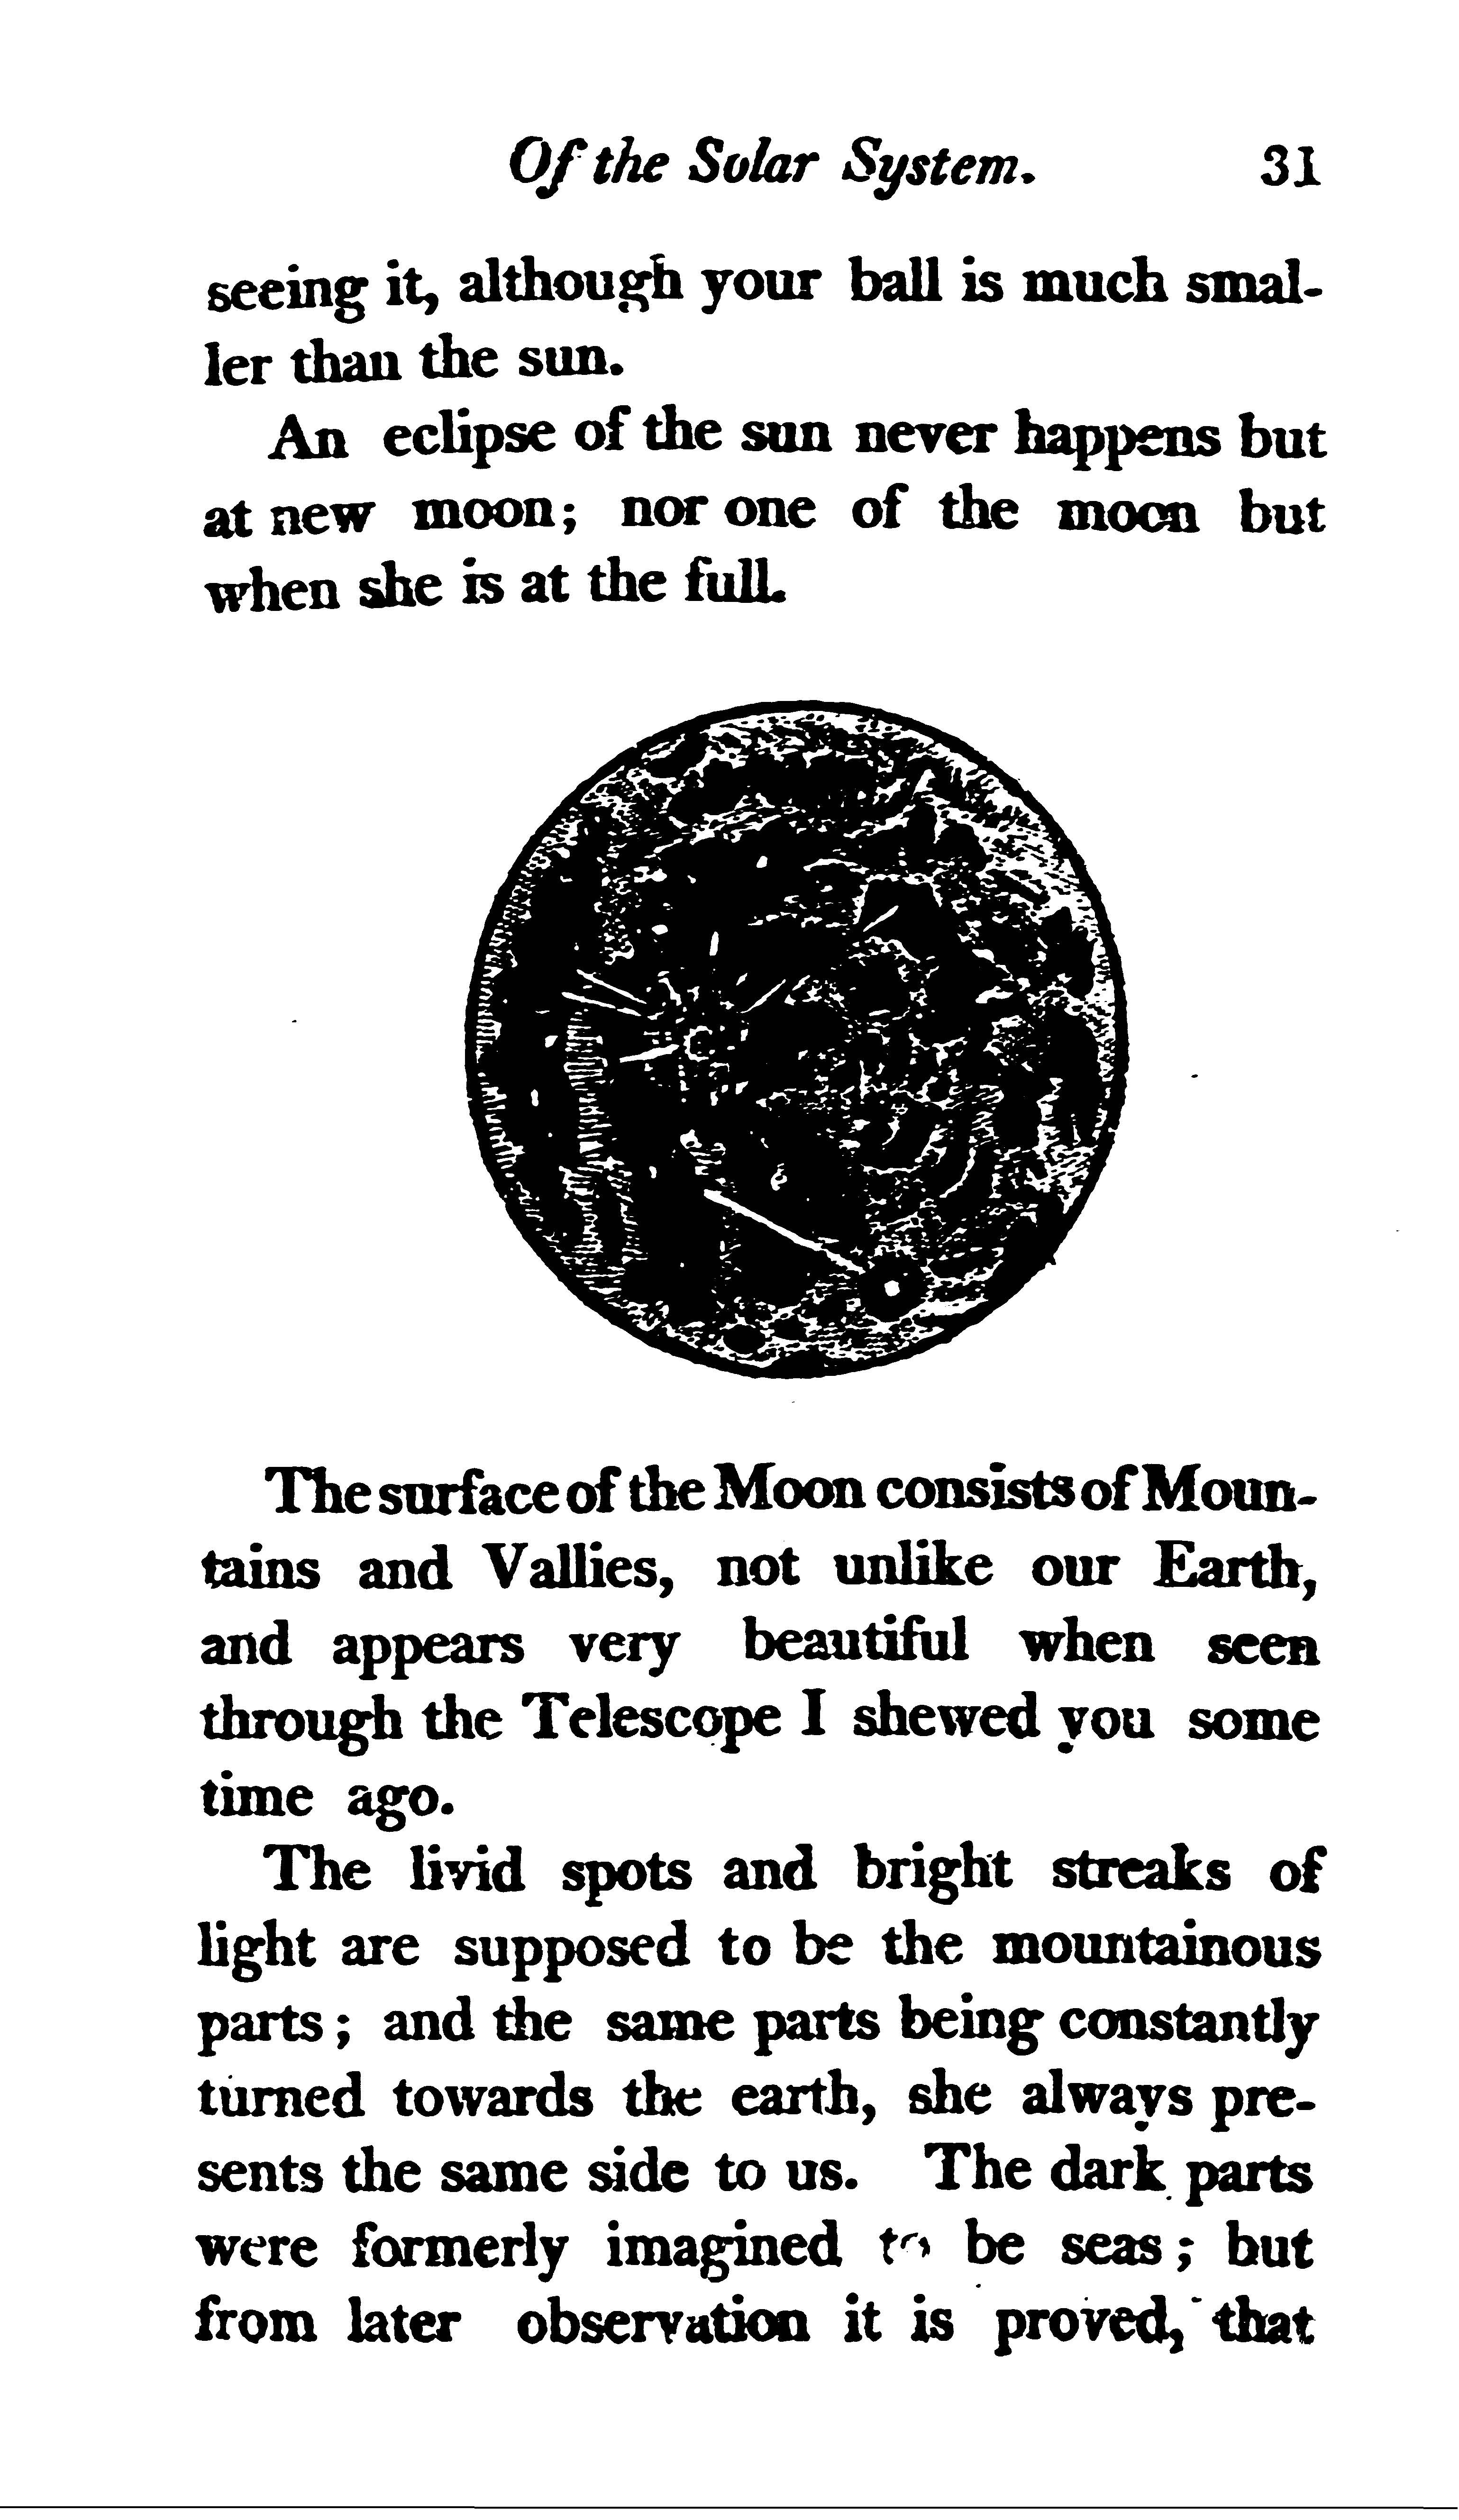 Of the Solar System. 31
seeing it, although your ball is much smal-
ler than the sun.
An eclipse of the sun never happens but
at new moon; nor one of the moon but
when she is at the full.
The surface of the Moon consists of Moun-
tains and Vallies, not unlike our Earth,
and appears very beautiful when seen
through the Telescope I shewed you some
time ago.
The livid spots and bright streaks of
light are supposed to be the mountainous
parts; and the same parts being constantly
turned towards the earth, she always pre-
sents the same side to us. The dark parts
were formerly imagined to be seas; but
from later observation it is proved, that